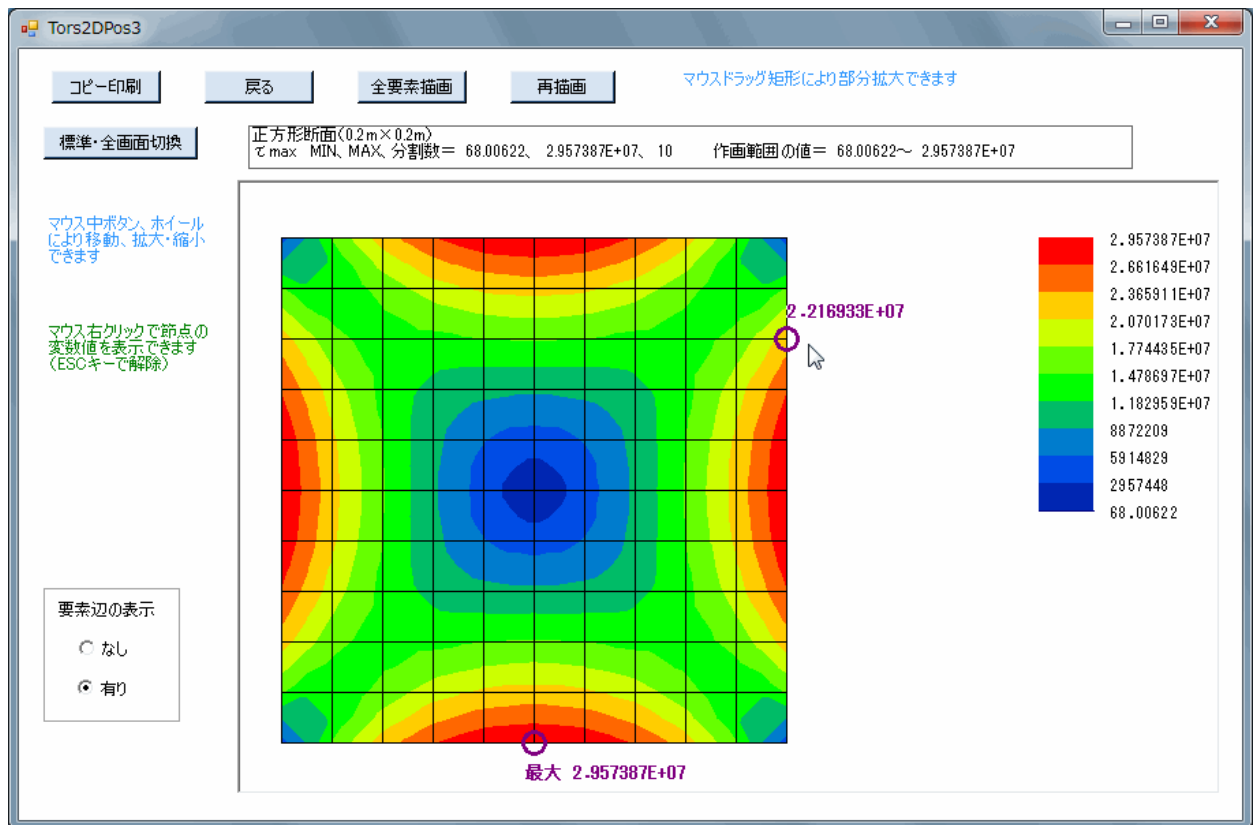 Tors2DPos3
コピー印刷
戻る
全要素描画
再描画
マウスドラッグ矩形により部分拡大できます
標準・全画面切換
正方形断面(0.2m×0.2m)
τmax MIN、MAX、分割数= 68.00622、 2.957387E+07、 10 作画範囲の値= 68.00622～ 2.957387E+07
マウス中ボタン、ホイール
により移動、拡大・縮小
できます
マウス右クリックで節点の
変数値を表示できます
(ESCキーで解除)
要素辺の表示
なし
有り
2.216933E+07
最大 2.957387E+07
2.957387E+07
2.661649E+07
2.365911E+07
2.070173E+07
1.774435E+07
1.478697E+07
1.182959E+07
8872209
5914829
2957448
68.00622